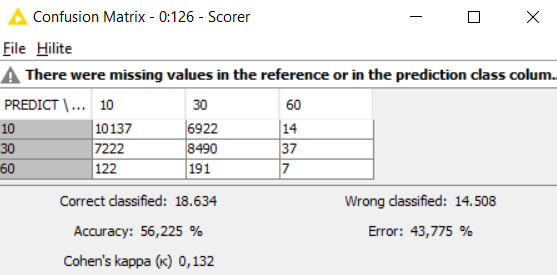 Confusion Matrix - 0:126 - Scorer
File Hilite
There were missing values in the reference or in the prediction class colum..
PREDICT \ ... 10 30 60
10 10137 6922 14
30 7222 8490 37
60 122 191 7
Correct classified: 18.634 Wrong classified: 14.508
Accuracy: 56,225 % Error: 43,775 %
Cohen's kappa (κ) 0,132